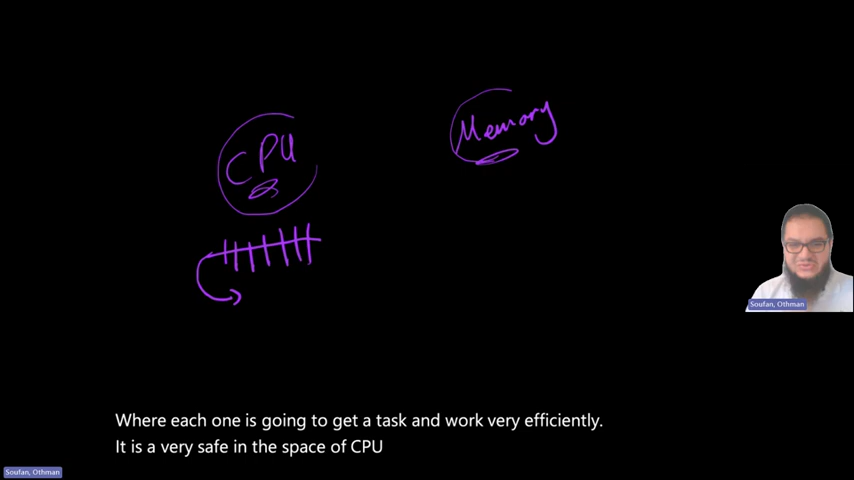 Memory
CPU
Soufan, Othman
Where each one is going to get a task and work very efficiently.
It is a very safe in the space of CPU
Soufan, Othman